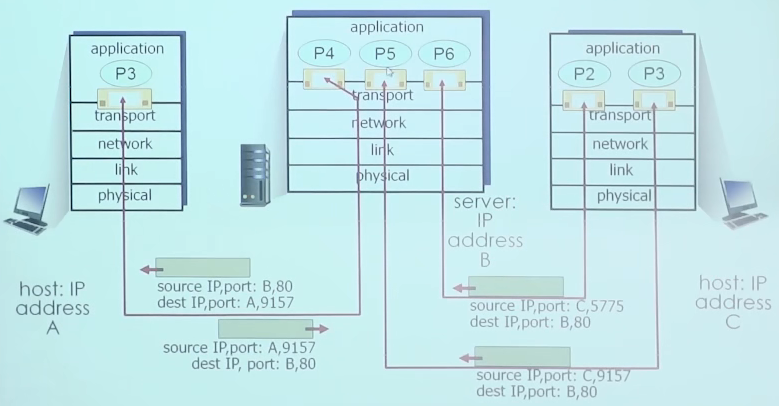 application
P3
transport
network
link
physical
host: IP
address
A
application
P4 P5 P6
transport
network
link
physical
server:
IP
address
B
application
P2 P3
transport
network
link
physical
host: IP
address
C
source IP,port: B,80
dest IP,port: A,9157
source IP,port: A,9157
dest IP, port: B,80
source IP,port: C,5775
dest IP,port: B,80
source IP,port: C,9157
dest IP,port: B,80